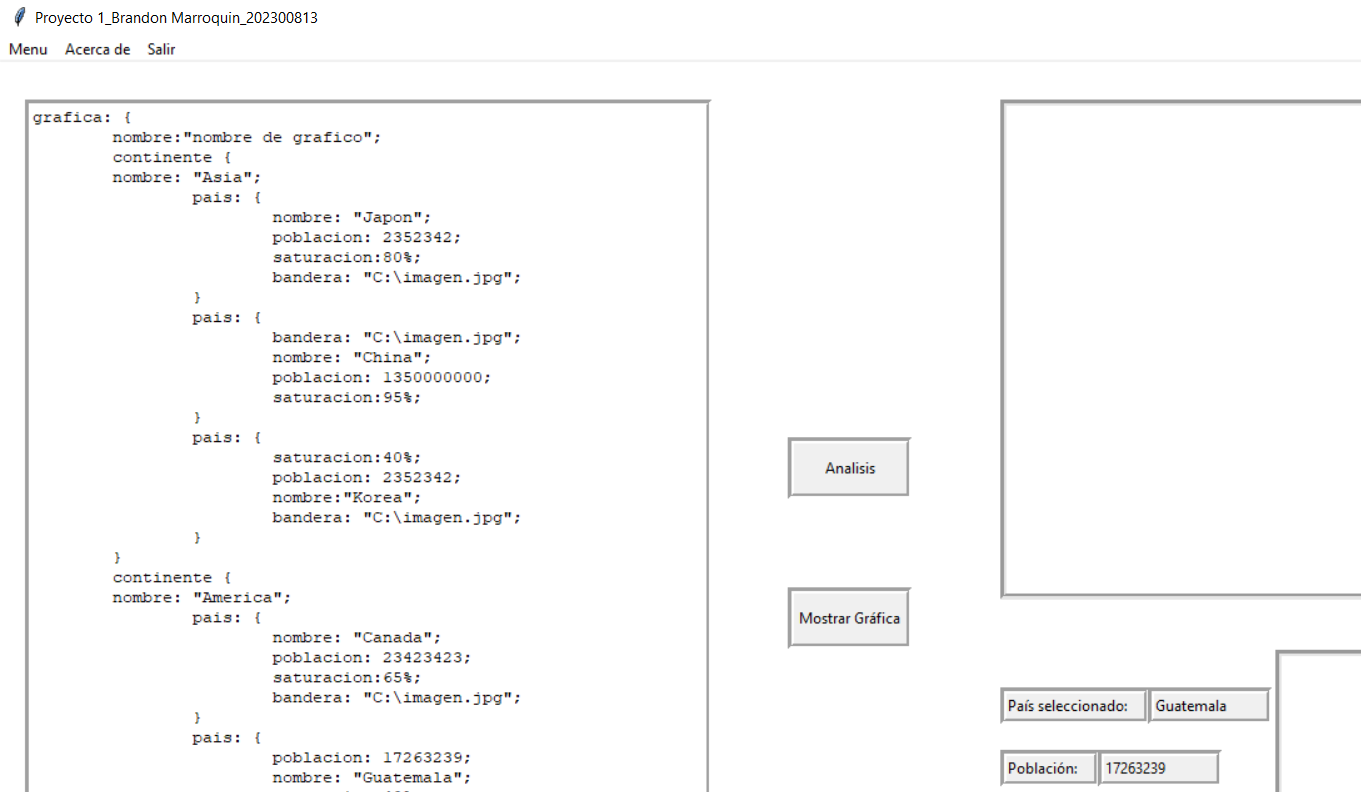 Proyecto 1_Brandon Marroquin_202300813
Menu Acerca de Salir
grafica: {
nombre:"nombre de grafico";
continente {
nombre: "Asia";
pais: {
nombre: "Japon";
poblacion: 2352342;
saturacion:80%;
bandera: "C:\imagen.jpg";
}
pais: {
bandera: "C:\imagen.jpg";
nombre: "China";
poblacion: 1350000000;
saturacion:95%;
}
pais: {
saturacion:40%;
poblacion: 2352342;
nombre:"Korea";
bandera: "C:\imagen.jpg";
}
}
continente {
nombre: "America";
pais: {
nombre: "Canada";
poblacion: 23423423;
saturacion:65%;
bandera: "C:\imagen.jpg";
}
pais: {
poblacion: 17263239;
nombre: "Guatemala";
Analisis
Mostrar Gráfica
País seleccionado: Guatemala
Población: 17263239